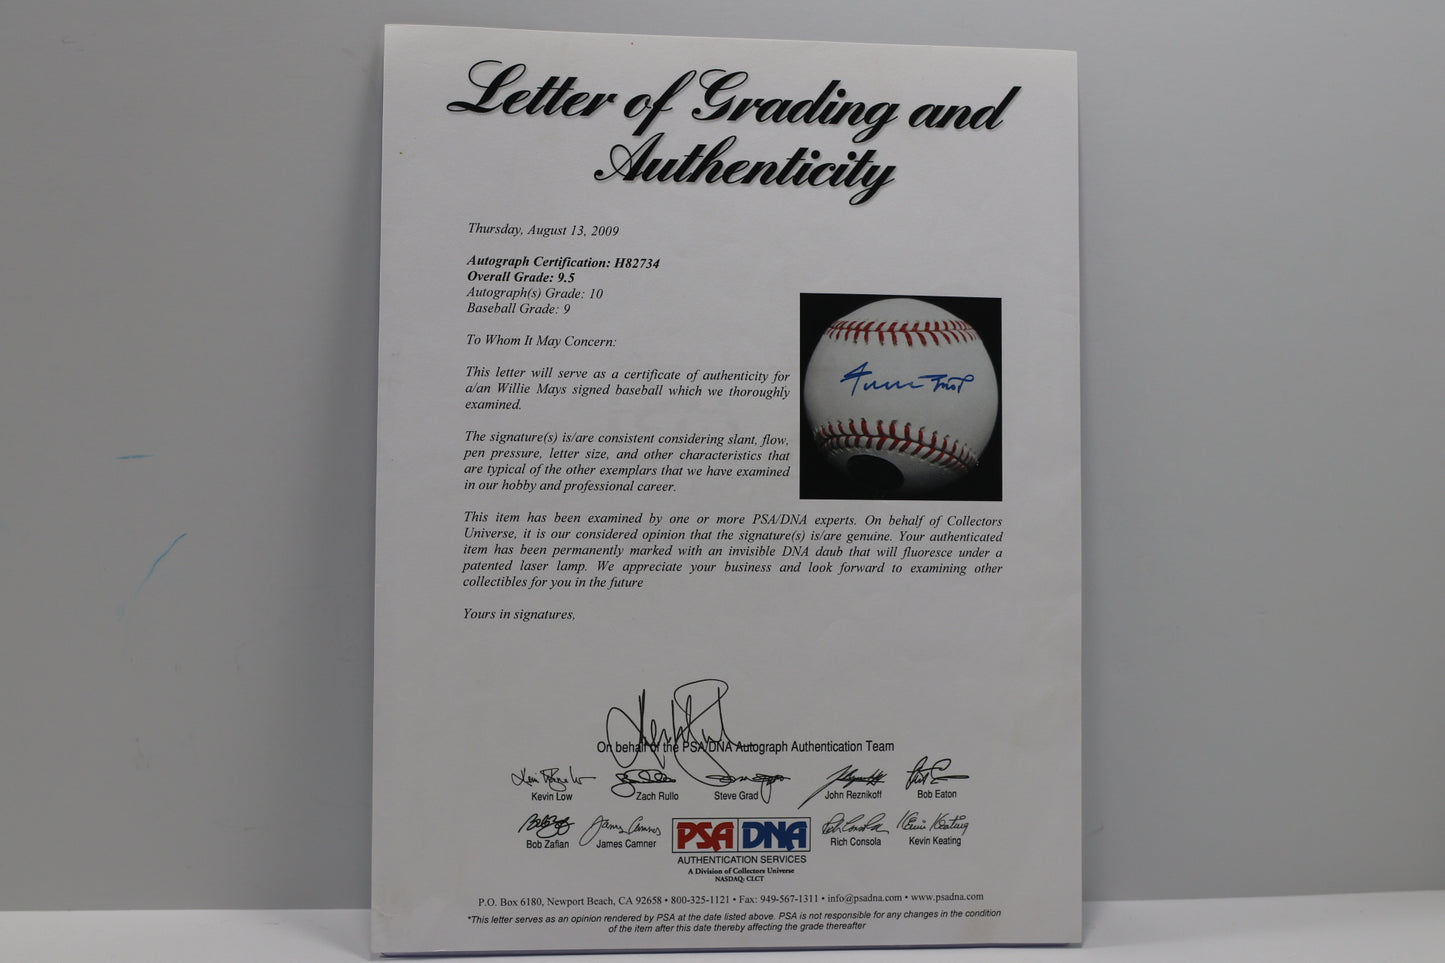 Letter of Grading and
Authenticity
Thursday, August 13, 2009
Autograph Certification: H82734
Overall Grade: 9.5
Autograph(s) Grade: 10
Baseball Grade: 9
To Whom It May Concern:
This letter will serve as a certificate of authenticity for
a/an Willie Mays signed baseball which we thoroughly
examined.
The signature(s) is/are consistent considering slant, flow,
pen pressure, letter size, and other characteristics that
are typical of the other exemplars that we have examined
in our hobby and professional career.
This item has been examined by one or more PSA/DNA experts. On behalf of Collectors
Universe, it is our considered opinion that the signature(s) is/are genuine. Your authenticated
item has been permanently marked with an invisible DNA daub that will fluoresce under a
patented laser lamp. We appreciate your business and look forward to examining other
collectibles for you in the future
Yours in signatures,
On behalf of the PSA/DNA Autograph Authentication Team
Kevin Low Zach Rullo Steve Grad John Reznikoff Bob Eaton
Bob Zafian James Camner Rich Consola Kevin Keating
PSA DNA
AUTHENTICATION SERVICES
A Division of Collectors Universe
NASDAQ: CLCT
P.O. Box 6180, Newport Beach, CA 92658 • 800-325-1121 • Fax: 949-567-1311 • info@psadna.com • www.psadna.com
*This letter serves as an opinion rendered by PSA at the date listed above. PSA is not responsible for any changes in the condition
of the item after this date thereby affecting the grade thereafter